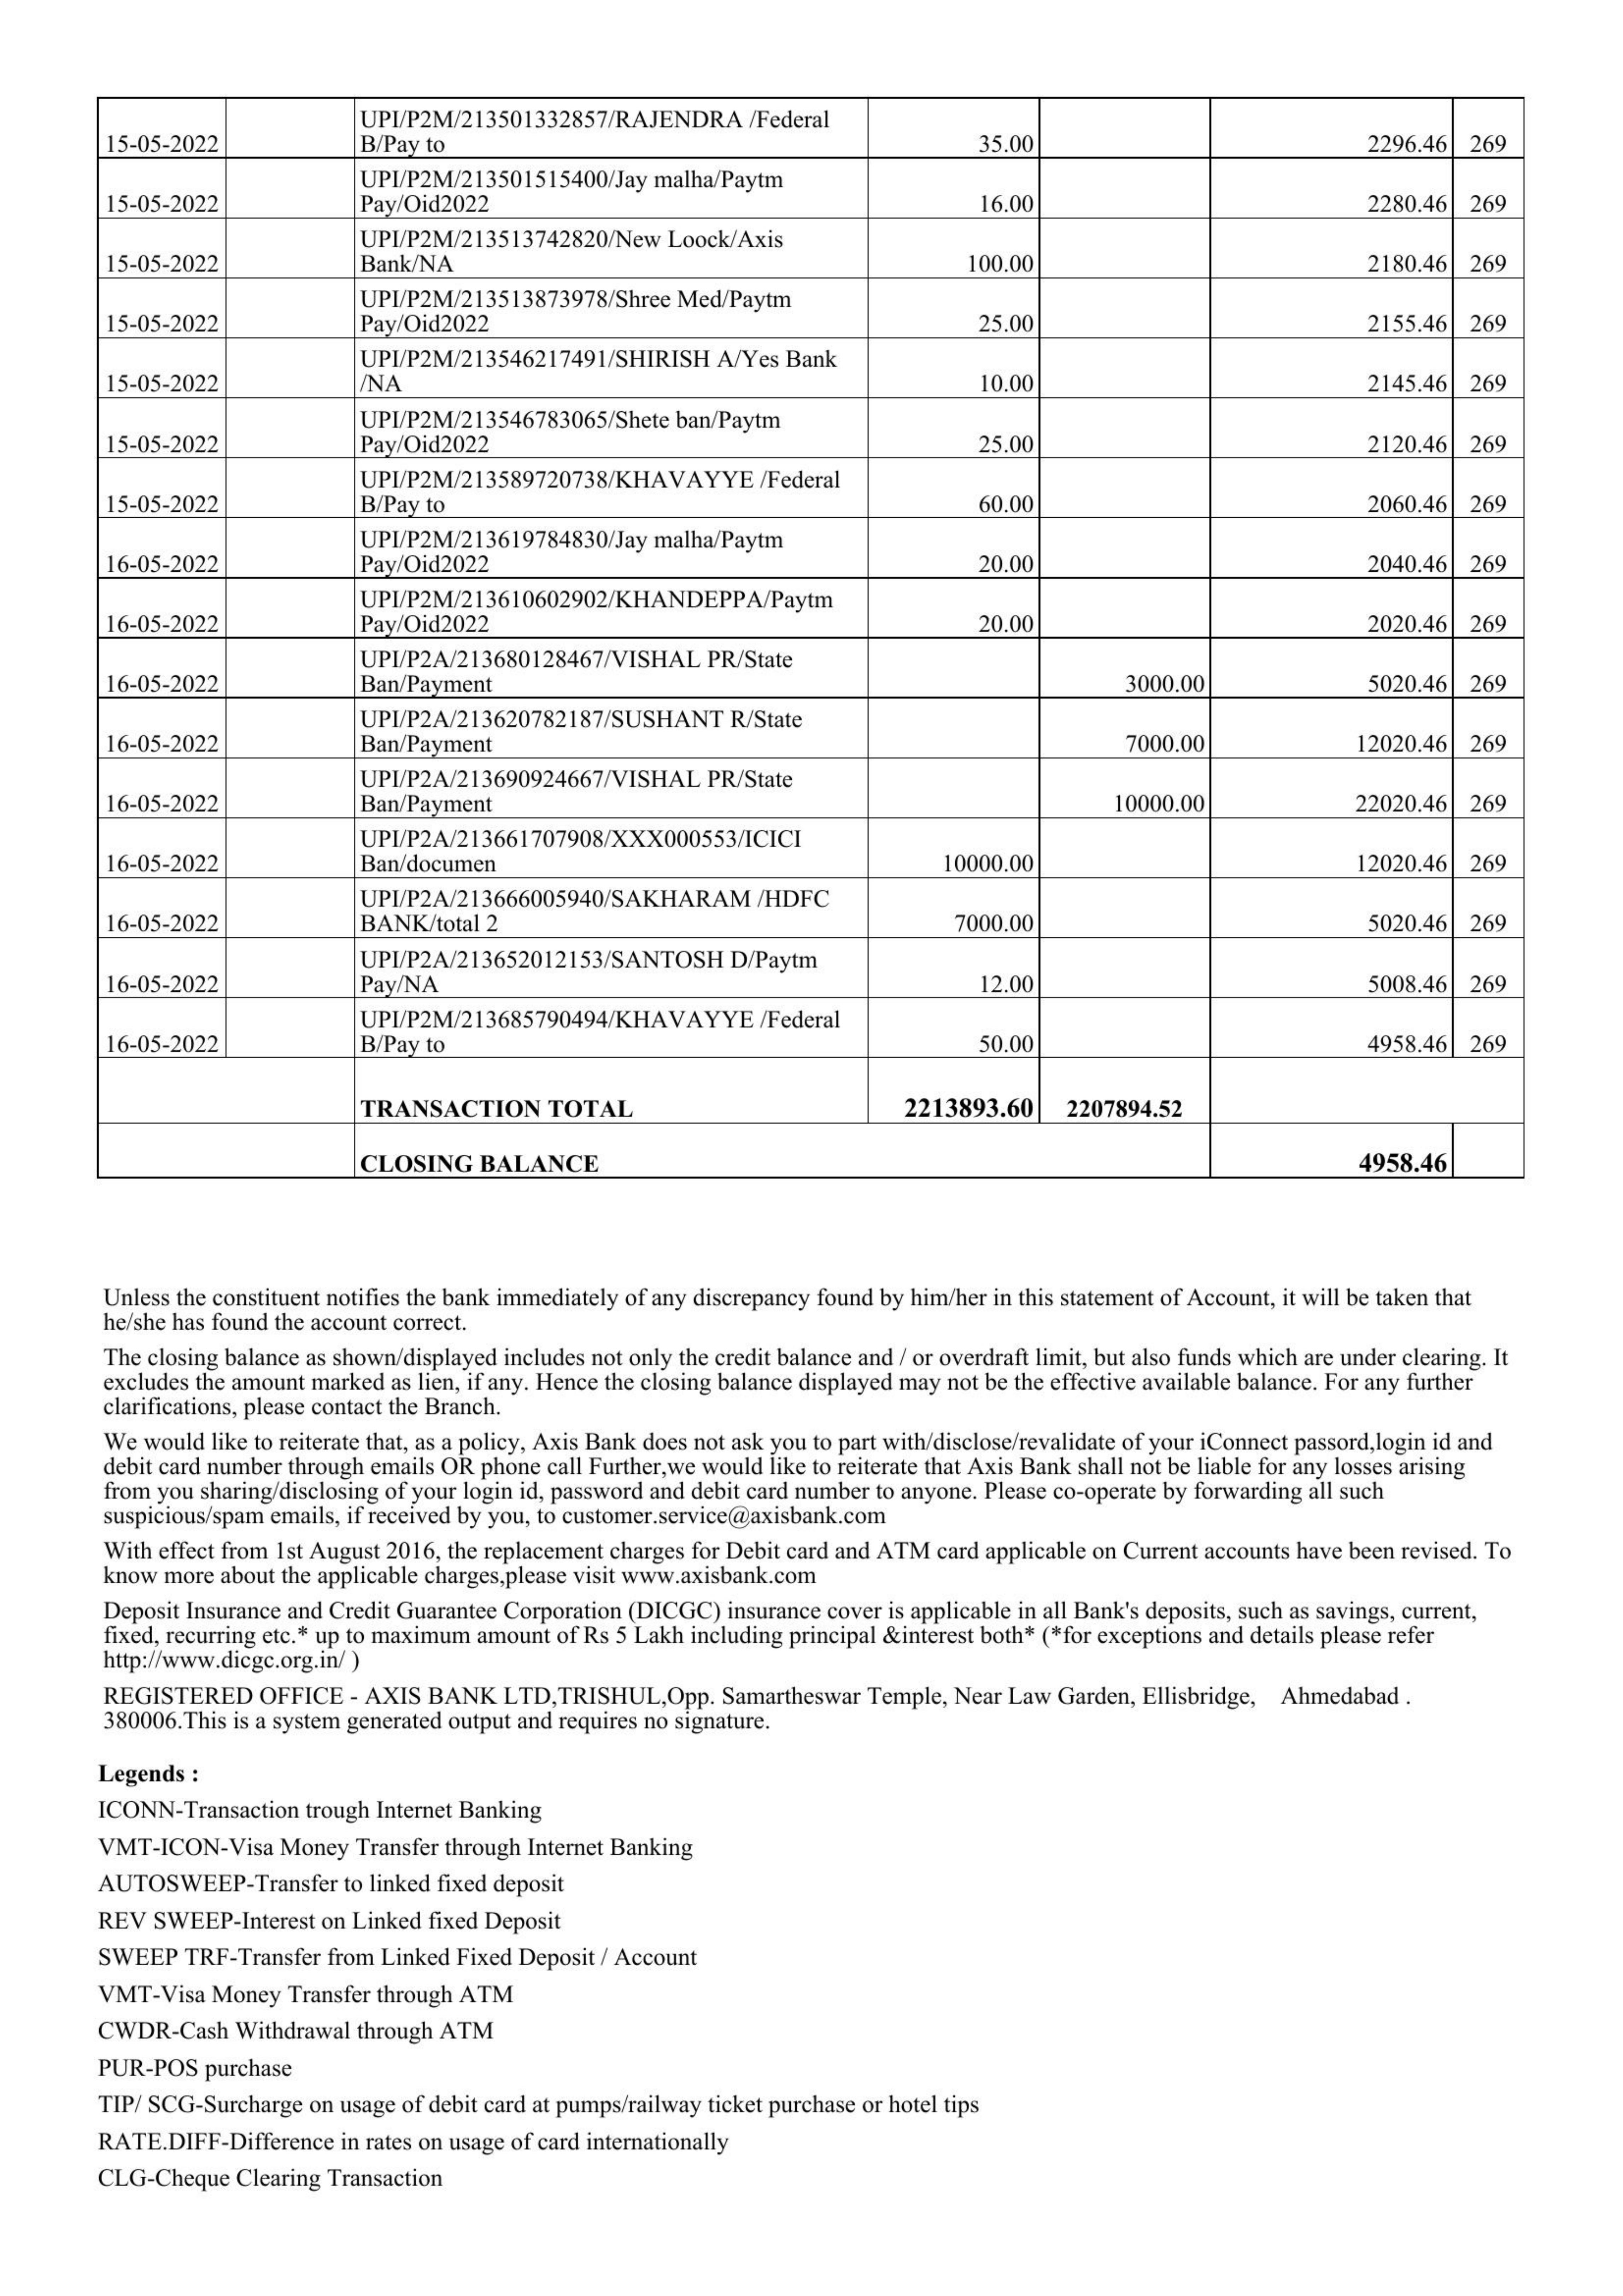 UPI/P2M/213501332857/RAJENDRA /Federal
15-05-2022 B/Pay to 35.00 2296.46 269
UPI/P2M/213501515400/Jay malha/Paytm
15-05-2022 Pay/Oid2022 16.00 2280.46 269
UPI/P2M/213513742820/New Loock/Axis
15-05-2022 Bank/NA 100.00 2180.46 269
UPI/P2M/213513873978/Shree Med/Paytm
15-05-2022 Pay/Oid2022 25.00 2155.46 269
UPI/P2M/213546217491/SHIRISH A/Yes Bank
15-05-2022 /NA 10.00 2145.46 269
UPI/P2M/213546783065/Shete ban/Paytm
15-05-2022 Pay/Oid2022 25.00 2120.46 269
UPI/P2M/213589720738/KHAVAYYE /Federal
15-05-2022 B/Pay to 60.00 2060.46 269
UPI/P2M/213619784830/Jay malha/Paytm
16-05-2022 Pay/Oid2022 20.00 2040.46 269
UPI/P2M/213610602902/KHANDEPPA/Paytm
16-05-2022 Pay/Oid2022 20.00 2020.46 269
UPI/P2A/213680128467/VISHAL PR/State
16-05-2022 Ban/Payment 3000.00 5020.46 269
UPI/P2A/213620782187/SUSHANT R/State
16-05-2022 Ban/Payment 7000.00 12020.46 269
UPI/P2A/213690924667/VISHAL PR/State
16-05-2022 Ban/Payment 10000.00 22020.46 269
UPI/P2A/213661707908/XXX000553/ICICI
16-05-2022 Ban/documen 10000.00 12020.46 269
UPI/P2A/213666005940/SAKHARAM /HDFC
16-05-2022 BANK/total 2 7000.00 5020.46 269
UPI/P2A/213652012153/SANTOSH D/Paytm
16-05-2022 Pay/NA 12.00 5008.46 269
UPI/P2M/213685790494/KHAVAYYE /Federal
16-05-2022 B/Pay to 50.00 4958.46 269
TRANSACTION TOTAL 2213893.60 2207894.52
CLOSING BALANCE 4958.46
Unless the constituent notifies the bank immediately of any discrepancy found by him/her in this statement of Account, it will be taken that
he/she has found the account correct.
The closing balance as shown/displayed includes not only the credit balance and / or overdraft limit, but also funds which are under clearing. It
excludes the amount marked as lien, if any. Hence the closing balance displayed may not be the effective available balance. For any further
clarifications, please contact the Branch.
We would like to reiterate that, as a policy, Axis Bank does not ask you to part with/disclose/revalidate of your iConnect passord,login id and
debit card number through emails OR phone call Further,we would like to reiterate that Axis Bank shall not be liable for any losses arising
from you sharing/disclosing of your login id, password and debit card number to anyone. Please co-operate by forwarding all such
suspicious/spam emails, if received by you, to customer.service@axisbank.com
With effect from 1st August 2016, the replacement charges for Debit card and ATM card applicable on Current accounts have been revised. To
know more about the applicable charges,please visit www.axisbank.com
Deposit Insurance and Credit Guarantee Corporation (DICGC) insurance cover is applicable in all Bank's deposits, such as savings, current,
fixed, recurring etc.* up to maximum amount of Rs 5 Lakh including principal &interest both* (*for exceptions and details please refer
http://www.dicgc.org.in/ )
REGISTERED OFFICE - AXIS BANK LTD,TRISHUL,Opp. Samartheswar Temple, Near Law Garden, Ellisbridge, Ahmedabad .
380006.This is a system generated output and requires no signature.
Legends :
ICONN-Transaction trough Internet Banking
VMT-ICON-Visa Money Transfer through Internet Banking
AUTOSWEEP-Transfer to linked fixed deposit
REV SWEEP-Interest on Linked fixed Deposit
SWEEP TRF-Transfer from Linked Fixed Deposit / Account
VMT-Visa Money Transfer through ATM
CWDR-Cash Withdrawal through ATM
PUR-POS purchase
TIP/ SCG-Surcharge on usage of debit card at pumps/railway ticket purchase or hotel tips
RATE.DIFF-Difference in rates on usage of card internationally
CLG-Cheque Clearing Transaction